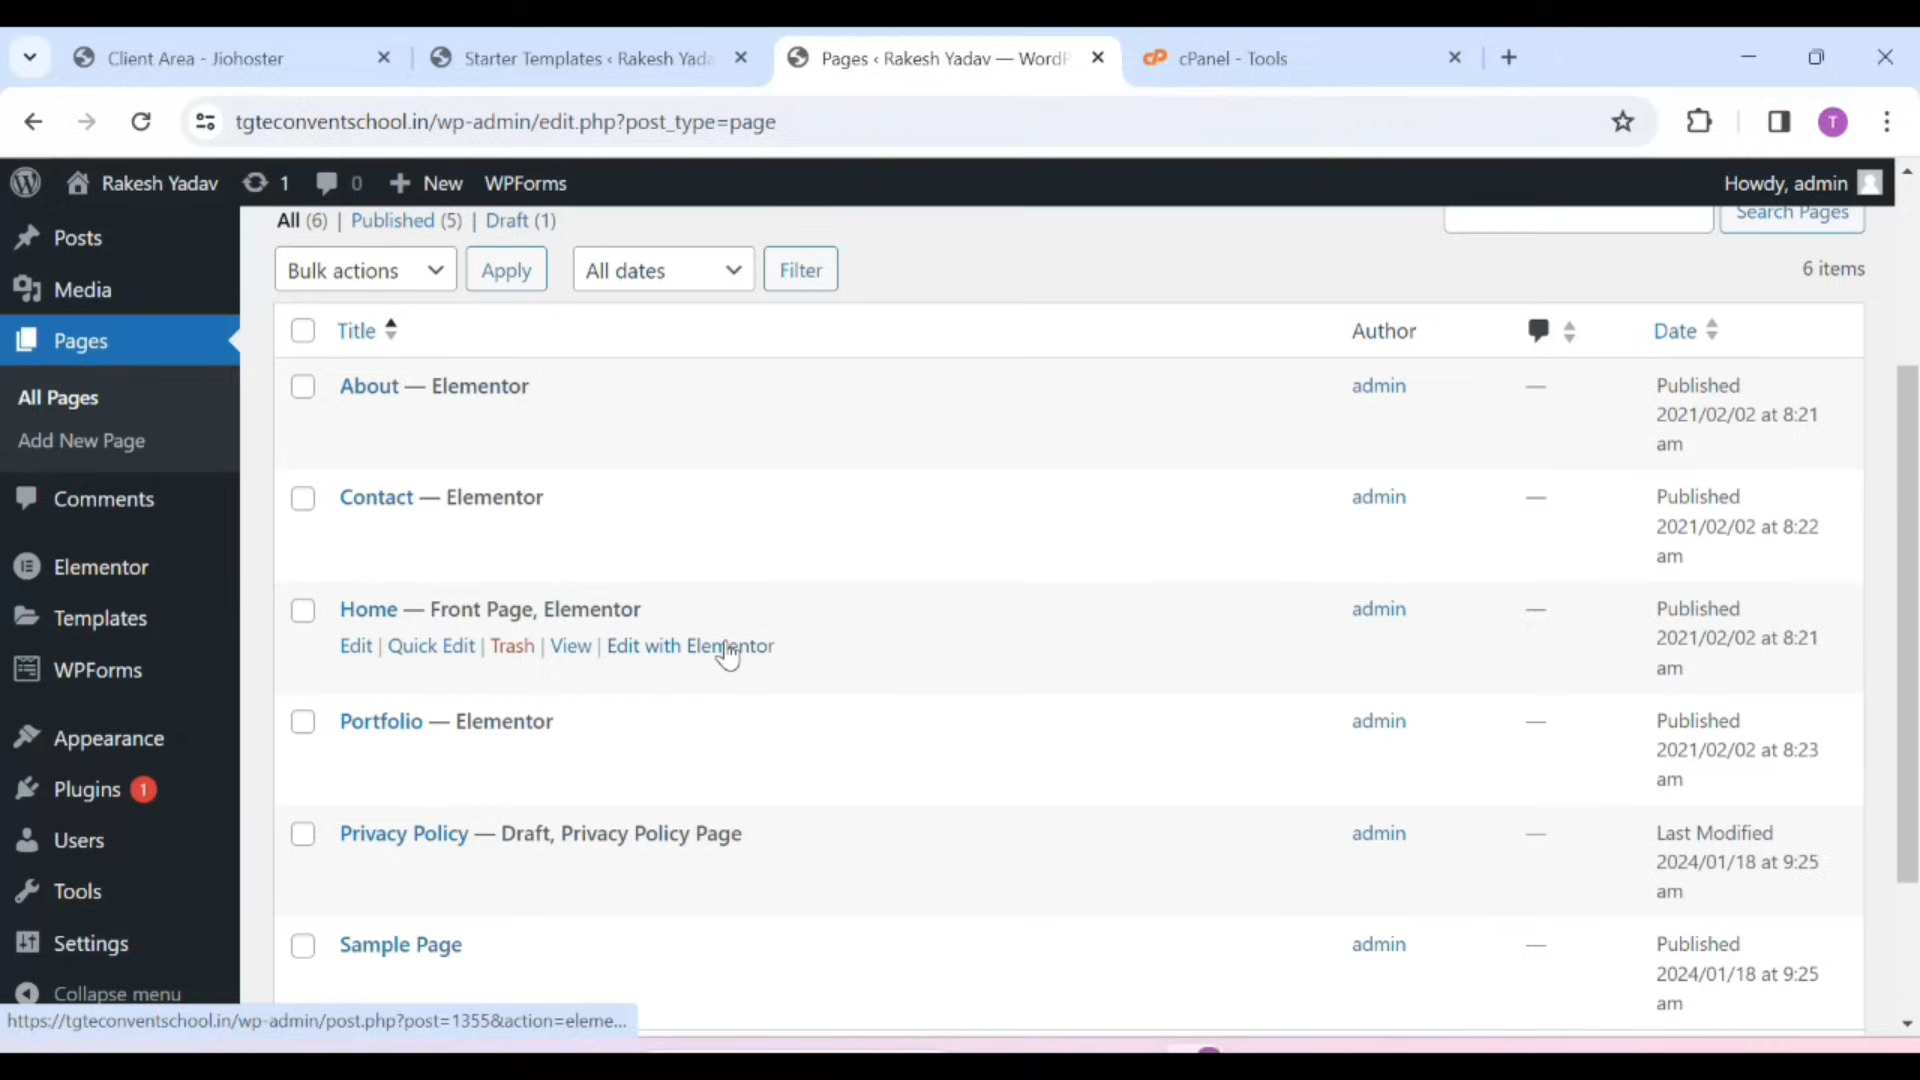 Client Area - Jiohoster
Starter Templates ‹ Rakesh Yada
Pages ‹ Rakesh Yadav — WordP
cPanel - Tools
tgteconventschool.in/wp-admin/edit.php?post_type=page
T
Rakesh Yadav 1 0 + New WPForms
Howdy, admin
Posts
Media
Pages
All Pages
Add New Page
Comments
Elementor
Templates
WPForms
Appearance
Plugins 1
Users
Tools
Settings
Collapse menu
All (6) | Published (5) | Draft (1)
Search Pages
Bulk actions Apply All dates Filter
6 items
Title Author Date
About — Elementor admin — Published
2021/02/02 at 8:21
am
Contact — Elementor admin — Published
2021/02/02 at 8:22
am
Home — Front Page, Elementor admin — Published
Edit | Quick Edit | Trash | View | Edit with Elementor 2021/02/02 at 8:21
am
Portfolio — Elementor admin — Published
2021/02/02 at 8:23
am
Privacy Policy — Draft, Privacy Policy Page admin — Last Modified
2024/01/18 at 9:25
am
Sample Page admin — Published
2024/01/18 at 9:25
am
https://tgteconventschool.in/wp-admin/post.php?post=1355&action=eleme...